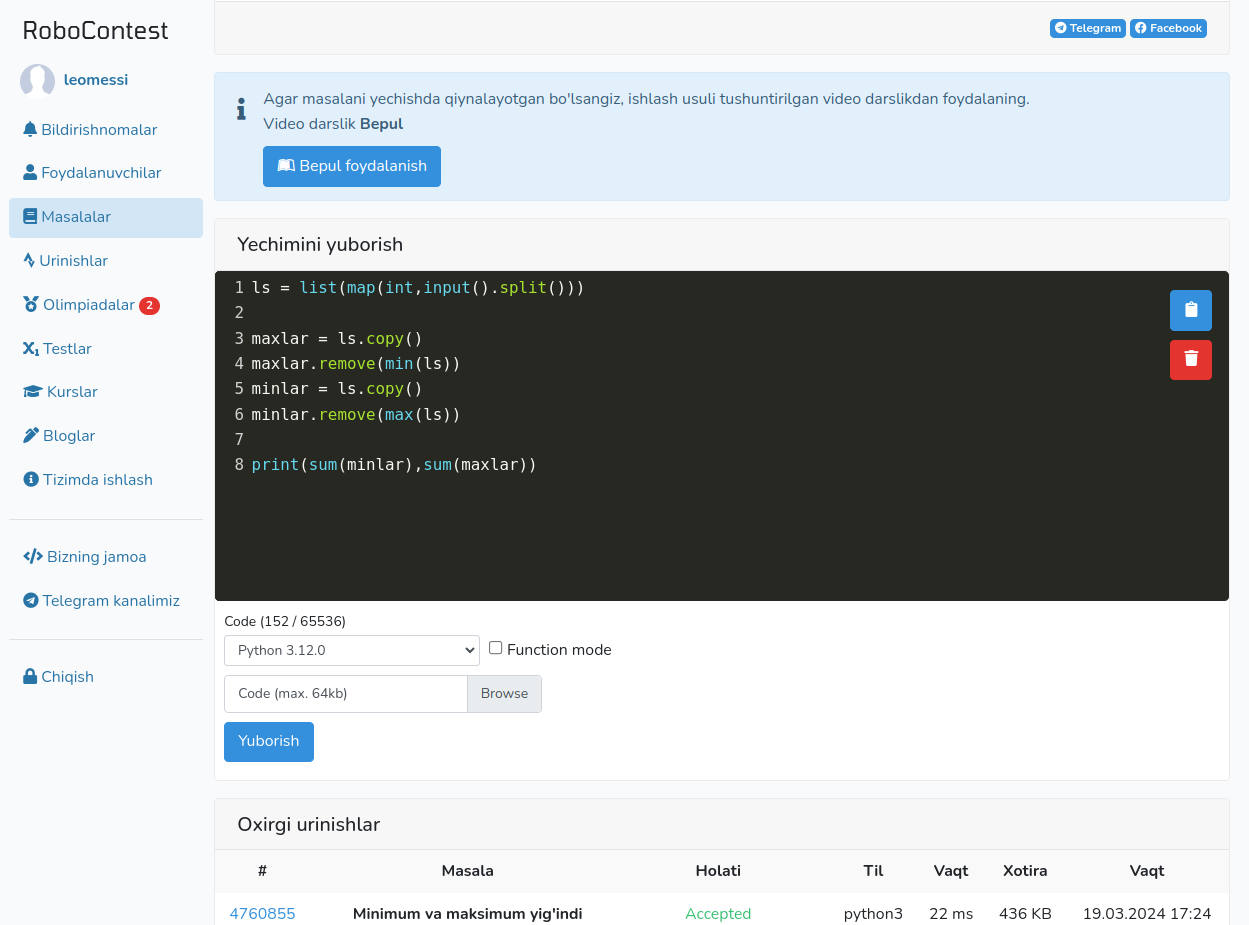 RoboContest
leomessi
Bildirishnomalar
Foydalanuvchilar
Masalalar
Urinishlar
Olimpiadalar 2
Testlar
Kurslar
Bloglar
Tizimda ishlash
Bizning jamoa
Telegram kanalimiz
Chiqish
Telegram Facebook
Agar masalani yechishda qiynalayotgan bo'lsangiz, ishlash usuli tushuntirilgan video darslikdan foydalaning.
Video darslik Bepul
Bepul foydalanish
Yechimini yuborish
1 ls = list(map(int,input().split()))
2
3 maxlar = ls.copy()
4 maxlar.remove(min(ls))
5 minlar = ls.copy()
6 minlar.remove(max(ls))
7
8 print(sum(minlar),sum(maxlar))
Code (152 / 65536)
Python 3.12.0 Function mode
Code (max. 64kb) Browse
Yuborish
Oxirgi urinishlar
# Masala Holati Til Vaqt Xotira Vaqt
4760855 Minimum va maksimum yig'indi Accepted python3 22 ms 436 KB 19.03.2024 17:24